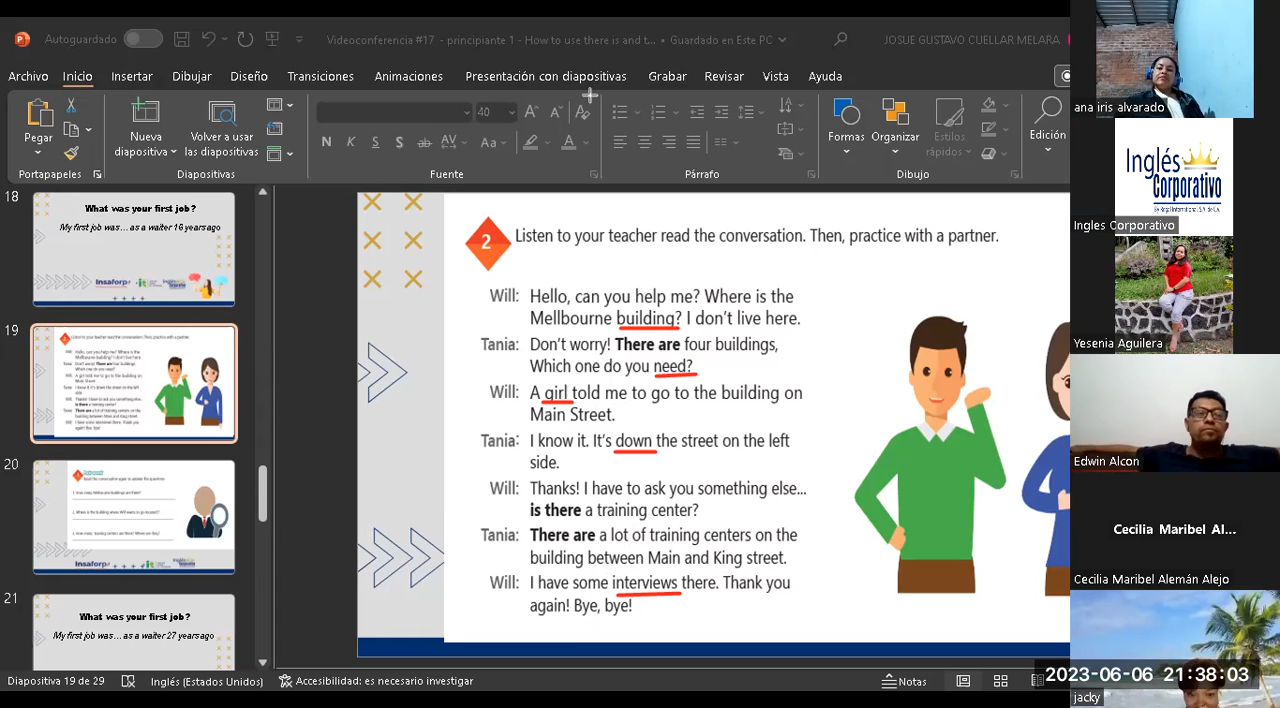 Autoguardado
Videoconferencia
piante 1 - How to use there is and t... • Guardado en Este PC
JOSUE GUSTAVO CUELLAR MELARA
Archivo Inicio Insertar Dibujar Diseño Transiciones Animaciones Presentación con diapositivas Grabar Revisar Vista Ayuda
Pegar
Nueva diapositiva
Volver a usar las diapositivas
40
N K S S ab AV
Aa A
Formas Organizar Estilos rápidos Edición
Portapapeles Diapositivas Fuente Párrafo Dibujo
18
What was your first job?
My first job was... as a waiter 16 years ago
Insaforp
19
20
21
What was your first job?
My first job was... as a waiter 27 years ago
2
Listen to your teacher read the conversation. Then, practice with a partner.
Will: Hello, can you help me? Where is the
Mellbourne building? I don't live here.
Tania: Don't worry! There are four buildings,
Which one do you need?
Will: A girl told me to go to the building on
Main Street.
Tania: I know it. It's down the street on the left
side.
Will: Thanks! I have to ask you something else...
is there a training center?
Tania: There are a lot of training centers on the
building between Main and King street.
Will: I have some interviews there. Thank you
again! Bye, bye!
Diapositiva 19 de 29
Inglés (Estados Unidos)
Accesibilidad: es necesario investigar
Notas
ana iris alvarado
Inglés
Corporativo
Ingles Corporativo
Yesenia Aguilera
Edwin Alcon
Cecilia Maribel Al...
Cecilia Maribel Alemán Alejo
2023-06-06 21:38:03
jacky